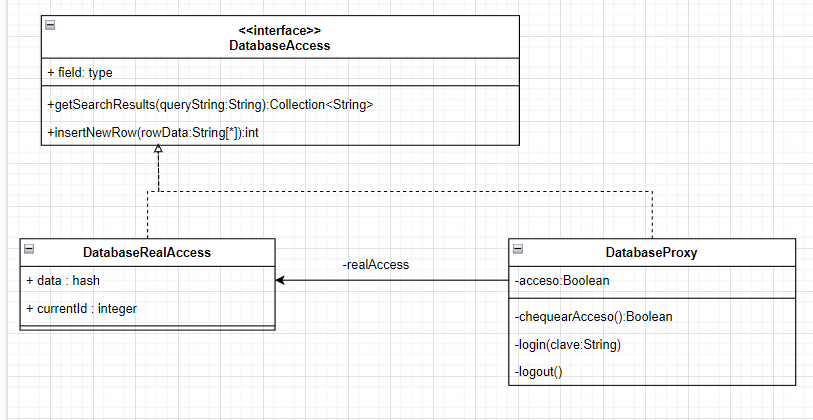 <<interface>>
DatabaseAccess
+ field: type
+getSearchResults(queryString:String):Collection<String>
+insertNewRow(rowData:String[*]):int
DatabaseRealAccess
+ data : hash
+ currentId : integer
-realAccess
DatabaseProxy
-acceso:Boolean
-chequearAcceso():Boolean
-login(clave:String)
-logout()